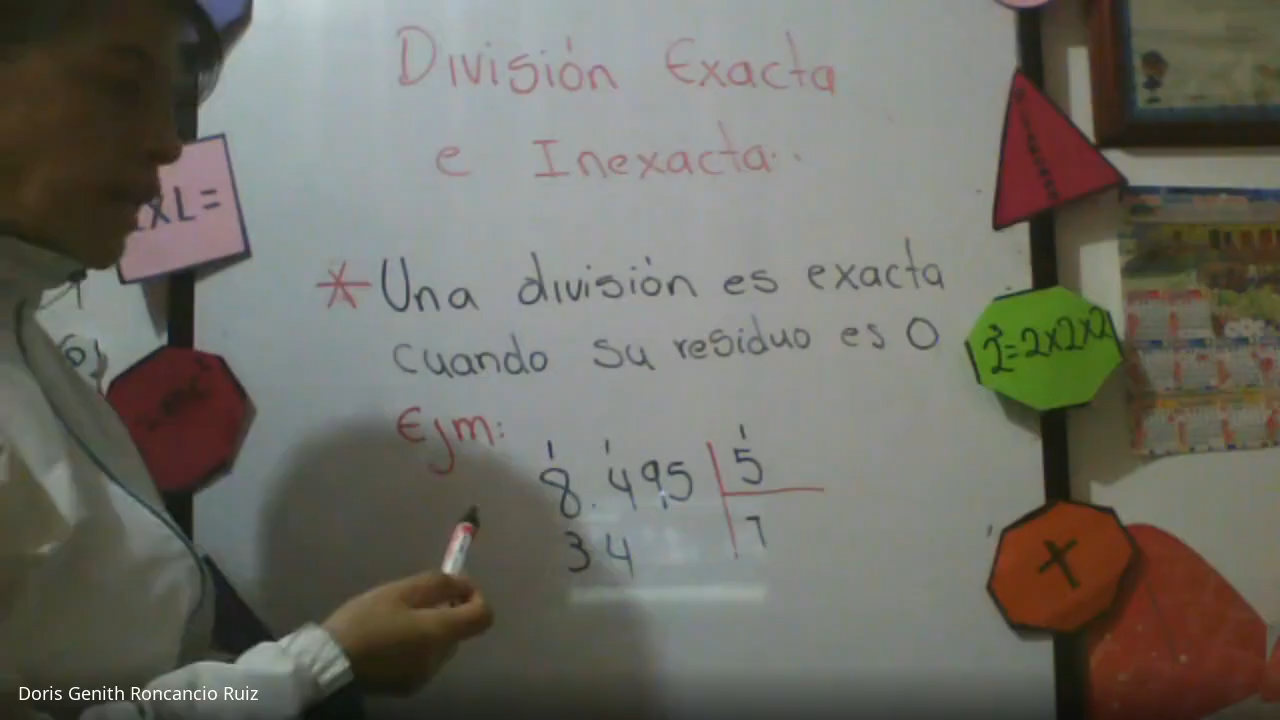 División Exacta
e Inexacta.
XL=
* Una división es exacta
cuando su residuo es 0
Ejm:
8.495 5
34 1
2³=2x2x2
X
Doris Genith Roncancio Ruiz